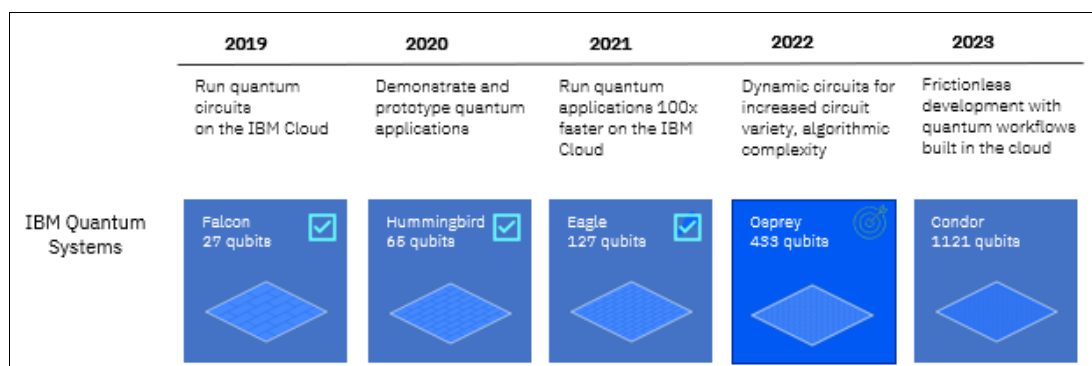 2019
2020
2021
2022
2023
Run quantum
circuits
on the IBM Cloud
Demonstrate and
prototype quantum
applications
Run quantum
applications 100x
faster on the IBM
Cloud
Dynamic circuits for
increased circuit
variety, algorithmic
complexity
Frictionless
development with
quantum workflows
built in the cloud
IBM Quantum
Systems
Falcon
27 qubits
Hummingbird
65 qubits
Eagle
127 qubits
Osprey
433 qubits
Condor
1121 qubits